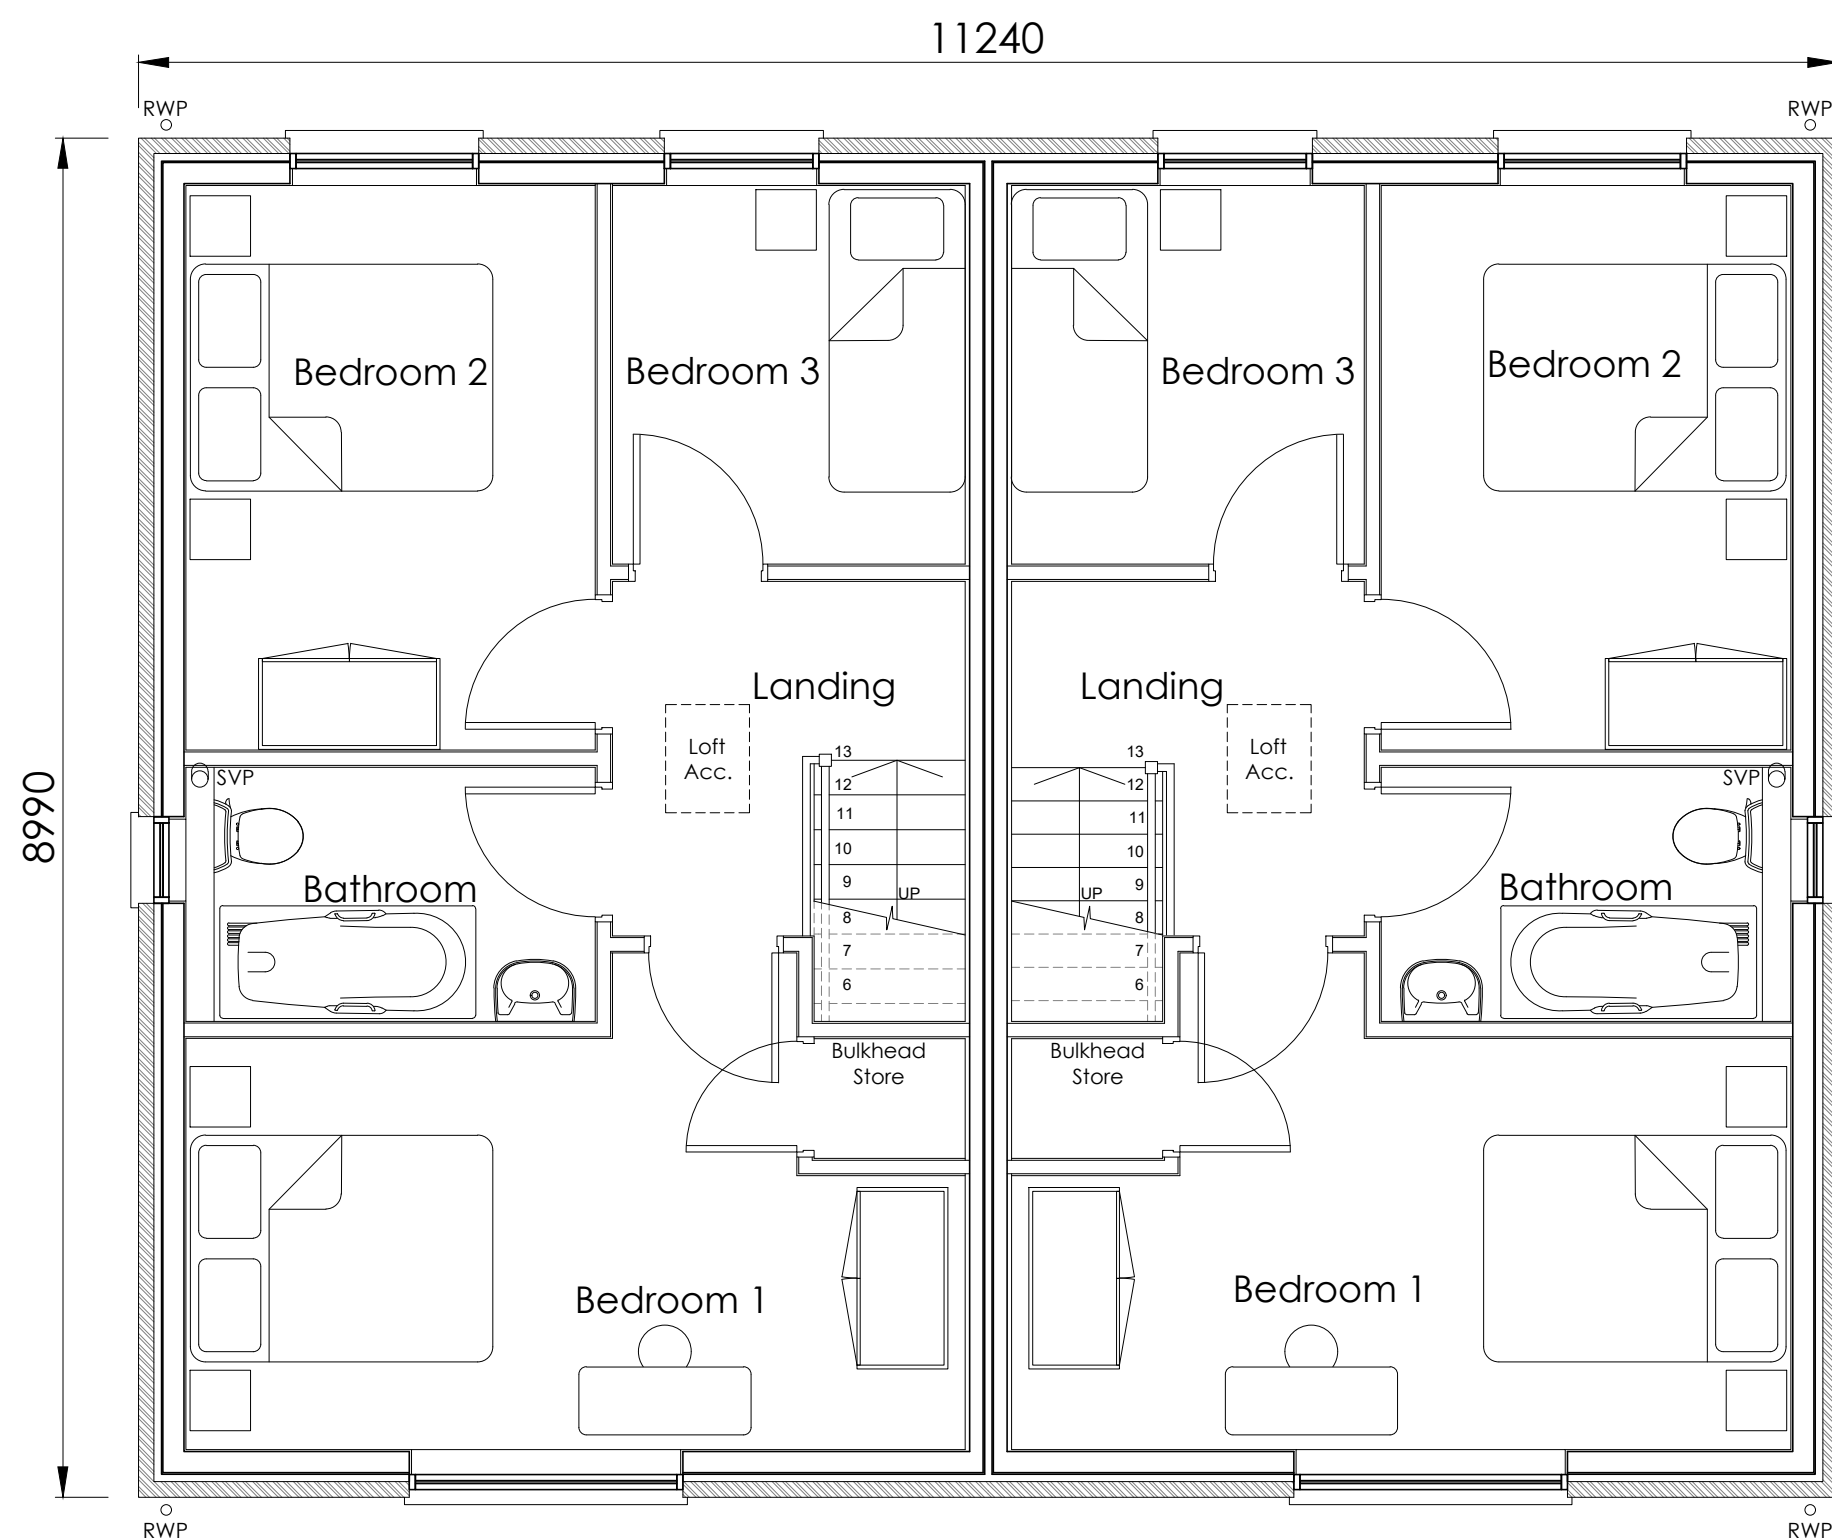 11240
RWP
RWP
8990
Bedroom 2
Bedroom 3
Bedroom 3
Bedroom 2
Landing
Landing
Loft
Acc.
Loft
Acc.
SVP
SVP
13
12
11
10
9
8
7
6
UP
13
12
11
10
9
8
7
6
UP
Bathroom
Bathroom
Bulkhead
Store
Bulkhead
Store
Bedroom 1
Bedroom 1
RWP
RWP